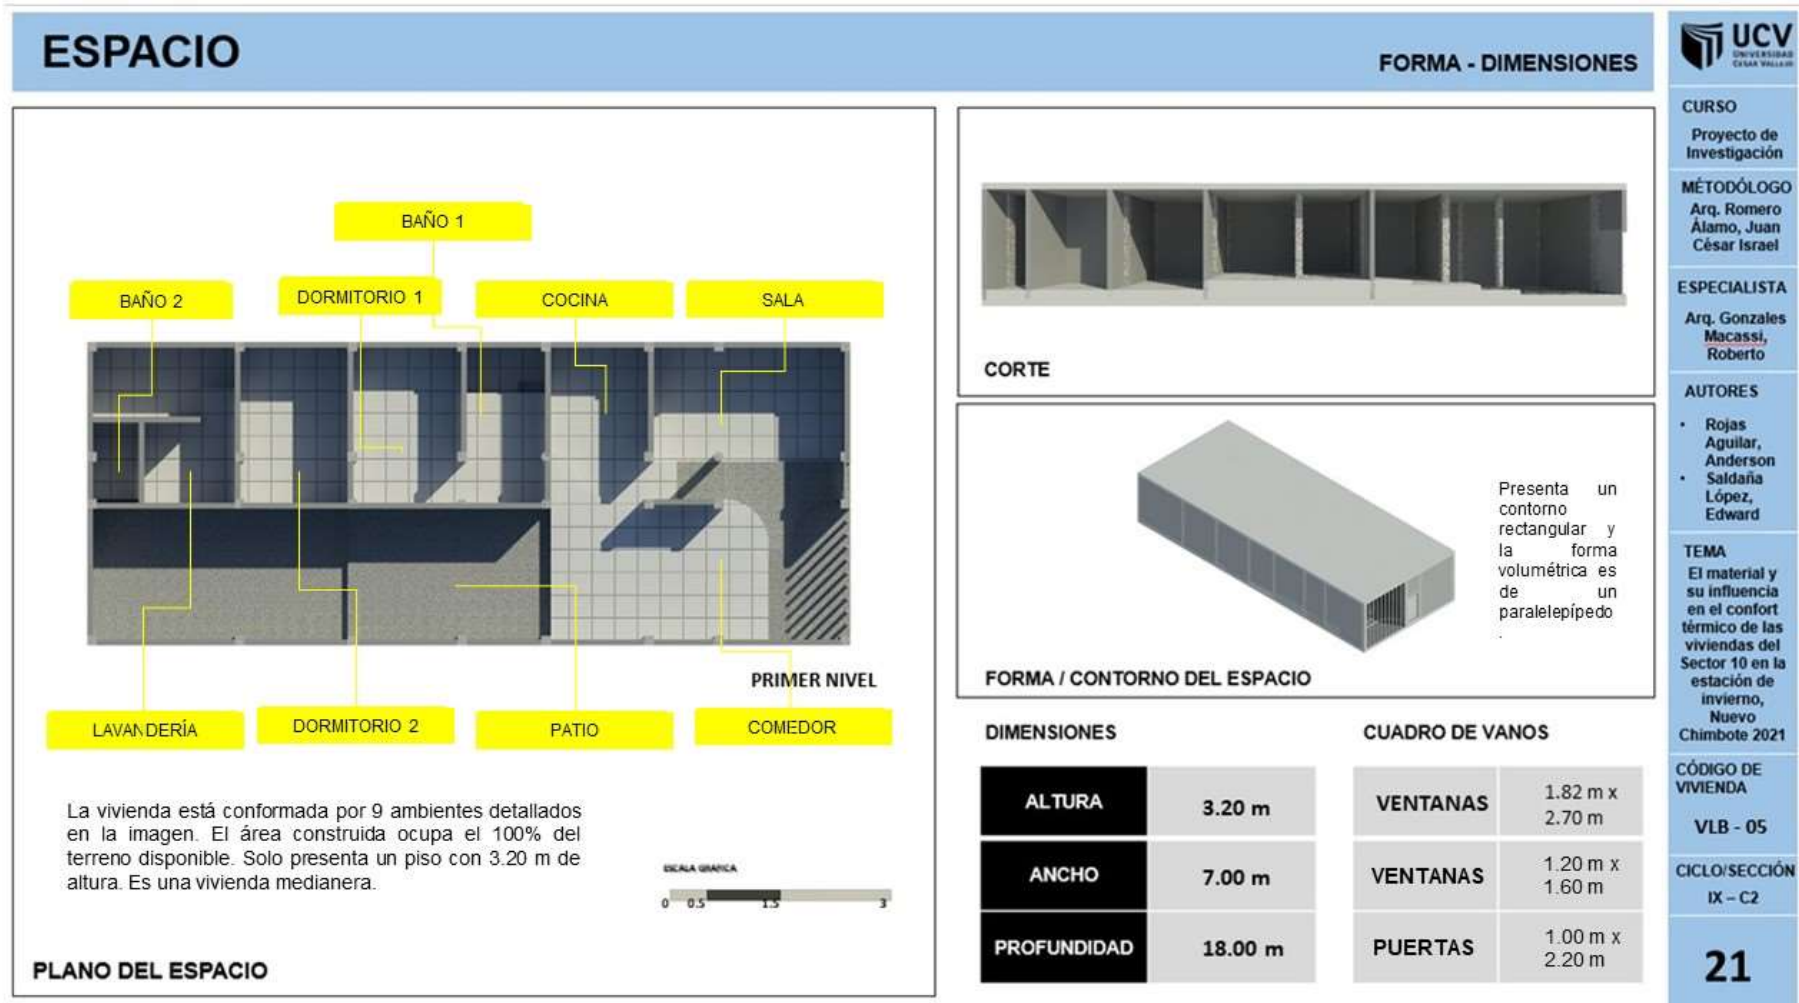 ESPACIO
FORMA - DIMENSIONES
BAÑO 1
BAÑO 2
DORMITORIO 1
COCINA
SALA
PRIMER NIVEL
LAVANDERÍA
DORMITORIO 2
PATIO
COMEDOR
La vivienda está conformada por 9 ambientes detallados
en la imagen. El área construida ocupa el 100% del
terreno disponible. Solo presenta un piso con 3.20 m de
altura. Es una vivienda medianera.
ESCALA GRAFICA
0 0.5 1.5 3
PLANO DEL ESPACIO
CORTE
Presenta un
contorno
rectangular y
la forma
volumétrica es
de un
paralelepípedo
.
FORMA / CONTORNO DEL ESPACIO
DIMENSIONES
ALTURA 3.20 m
ANCHO 7.00 m
PROFUNDIDAD 18.00 m
CUADRO DE VANOS
VENTANAS 1.82 m x
2.70 m
VENTANAS 1.20 m x
1.60 m
PUERTAS 1.00 m x
2.20 m
UCV
UNIVERSIDAD
CÉSAR VALLEJO
CURSO
Proyecto de
Investigación
MÉTODÓLOGO
Arq. Romero
Álamo, Juan
César Israel
ESPECIALISTA
Arq. Gonzales
Macassi,
Roberto
AUTORES
• Rojas
Aguilar,
Anderson
• Saldaña
López,
Edward
TEMA
El material y
su influencia
en el confort
térmico de las
viviendas del
Sector 10 en la
estación de
invierno,
Nuevo
Chimbote 2021
CÓDIGO DE
VIVIENDA
VLB - 05
CICLO/SECCIÓN
IX – C2
21